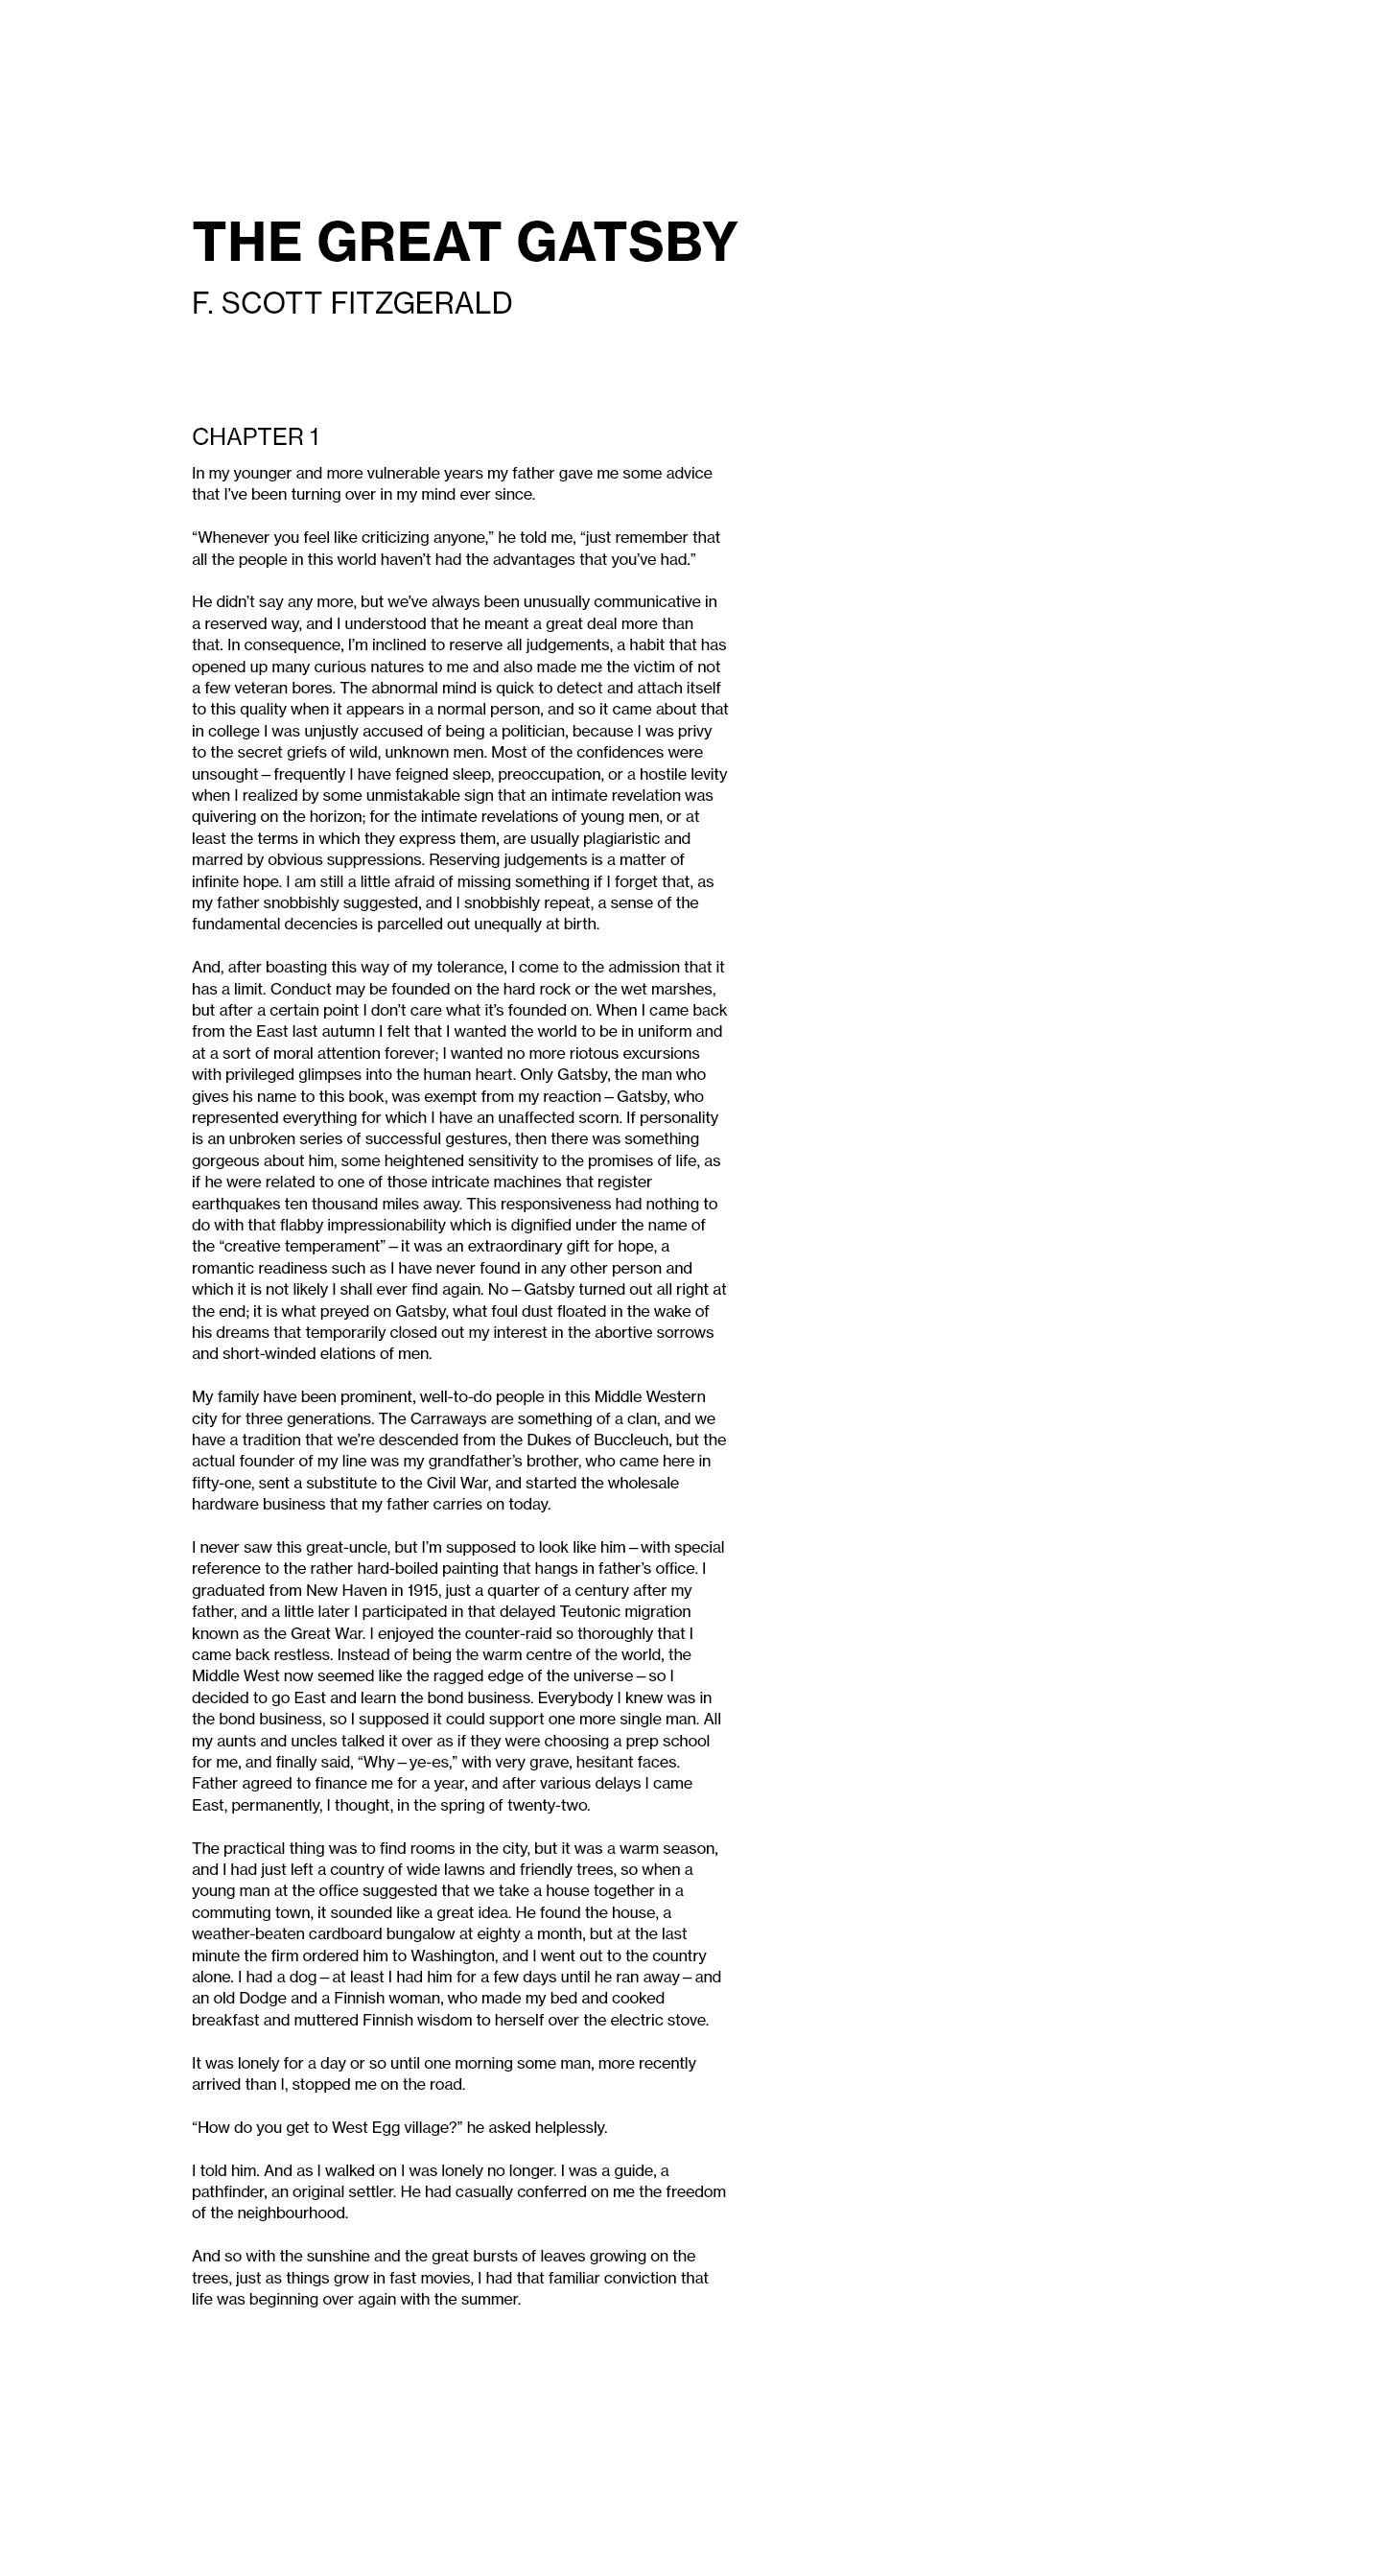 THE GREAT GATSBY
F. SCOTT FITZGERALD
CHAPTER 1
In my younger and more vulnerable years my father gave me some advice
that I’ve been turning over in my mind ever since.
“Whenever you feel like criticizing anyone,” he told me, “just remember that
all the people in this world haven’t had the advantages that you’ve had.”
He didn’t say any more, but we’ve always been unusually communicative in
a reserved way, and I understood that he meant a great deal more than
that. In consequence, I’m inclined to reserve all judgements, a habit that has
opened up many curious natures to me and also made me the victim of not
a few veteran bores. The abnormal mind is quick to detect and attach itself
to this quality when it appears in a normal person, and so it came about that
in college I was unjustly accused of being a politician, because I was privy
to the secret griefs of wild, unknown men. Most of the confidences were
unsought – frequently I have feigned sleep, preoccupation, or a hostile levity
when I realized by some unmistakable sign that an intimate revelation was
quivering on the horizon; for the intimate revelations of young men, or at
least the terms in which they express them, are usually plagiaristic and
marred by obvious suppressions. Reserving judgements is a matter of
infinite hope. I am still a little afraid of missing something if I forget that, as
my father snobbishly suggested, and I snobbishly repeat, a sense of the
fundamental decencies is parcelled out unequally at birth.
And, after boasting this way of my tolerance, I come to the admission that it
has a limit. Conduct may be founded on the hard rock or the wet marshes,
but after a certain point I don’t care what it’s founded on. When I came back
from the East last autumn I felt that I wanted the world to be in uniform and
at a sort of moral attention forever; I wanted no more riotous excursions
with privileged glimpses into the human heart. Only Gatsby, the man who
gives his name to this book, was exempt from my reaction – Gatsby, who
represented everything for which I have an unaffected scorn. If personality
is an unbroken series of successful gestures, then there was something
gorgeous about him, some heightened sensitivity to the promises of life, as
if he were related to one of those intricate machines that register
earthquakes ten thousand miles away. This responsiveness had nothing to
do with that flabby impressionability which is dignified under the name of
the “creative temperament” – it was an extraordinary gift for hope, a
romantic readiness such as I have never found in any other person and
which it is not likely I shall ever find again. No – Gatsby turned out all right at
the end; it is what preyed on Gatsby, what foul dust floated in the wake of
his dreams that temporarily closed out my interest in the abortive sorrows
and short-winded elations of men.
My family have been prominent, well-to-do people in this Middle Western
city for three generations. The Carraways are something of a clan, and we
have a tradition that we’re descended from the Dukes of Buccleuch, but the
actual founder of my line was my grandfather’s brother, who came here in
fifty-one, sent a substitute to the Civil War, and started the wholesale
hardware business that my father carries on today.
I never saw this great-uncle, but I’m supposed to look like him – with special
reference to the rather hard-boiled painting that hangs in father’s office. I
graduated from New Haven in 1915, just a quarter of a century after my
father, and a little later I participated in that delayed Teutonic migration
known as the Great War. I enjoyed the counter-raid so thoroughly that I
came back restless. Instead of being the warm centre of the world, the
Middle West now seemed like the ragged edge of the universe – so I
decided to go East and learn the bond business. Everybody I knew was in
the bond business, so I supposed it could support one more single man. All
my aunts and uncles talked it over as if they were choosing a prep school
for me, and finally said, “Why – ye-es,” with very grave, hesitant faces.
Father agreed to finance me for a year, and after various delays I came
East, permanently, I thought, in the spring of twenty-two.
The practical thing was to find rooms in the city, but it was a warm season,
and I had just left a country of wide lawns and friendly trees, so when a
young man at the office suggested that we take a house together in a
commuting town, it sounded like a great idea. He found the house, a
weather-beaten cardboard bungalow at eighty a month, but at the last
minute the firm ordered him to Washington, and I went out to the country
alone. I had a dog – at least I had him for a few days until he ran away – and
an old Dodge and a Finnish woman, who made my bed and cooked
breakfast and muttered Finnish wisdom to herself over the electric stove.
It was lonely for a day or so until one morning some man, more recently
arrived than I, stopped me on the road.
“How do you get to West Egg village?” he asked helplessly.
I told him. And as I walked on I was lonely no longer. I was a guide, a
pathfinder, an original settler. He had casually conferred on me the freedom
of the neighbourhood.
And so with the sunshine and the great bursts of leaves growing on the
trees, just as things grow in fast movies, I had that familiar conviction that
life was beginning over again with the summer.